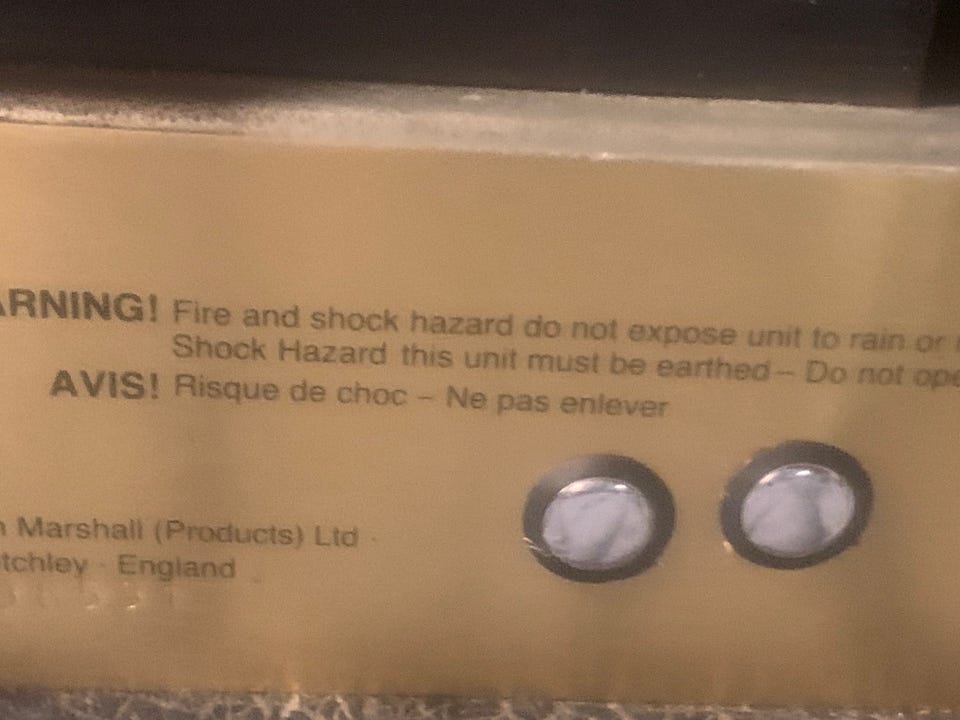 ARNING! Fire and shock hazard do not expose unit to rain or
Shock Hazard this unit must be earthed – Do not ope
AVIS! Risque de choc – Ne pas enlever
Marshall (Products) Ltd
tchley · England